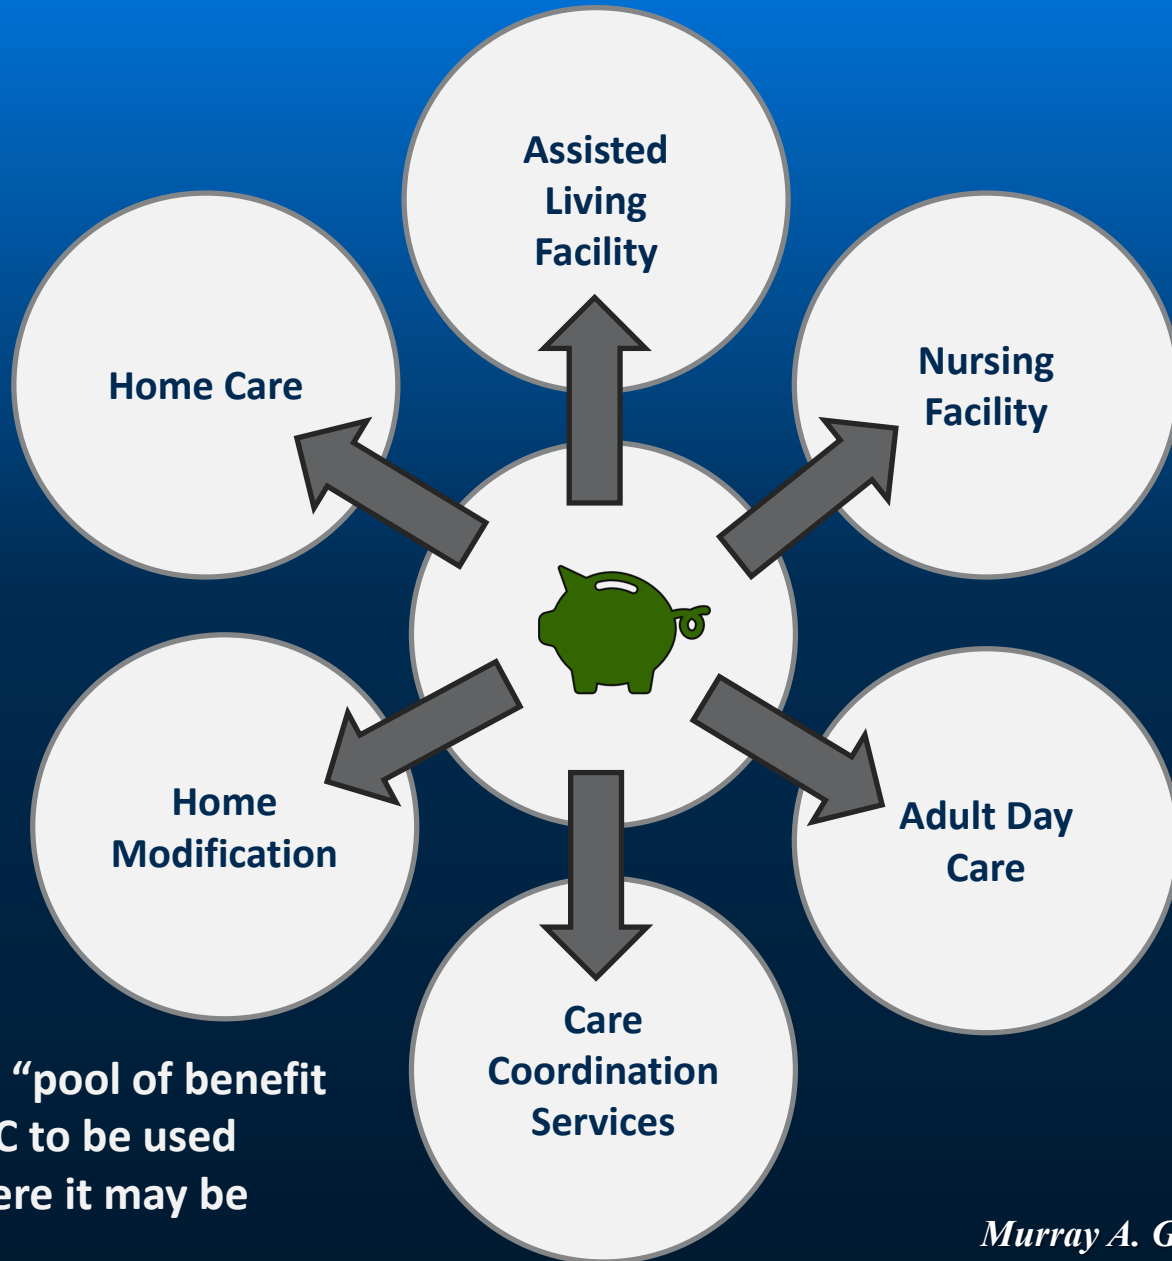 Assisted
Living
Facility
Home Care
Nursing
Facility
Home
Modification
Adult Day
Care
Care
Coordination
Services
“pool of benefit
C to be used
ere it may be
Murray A. G